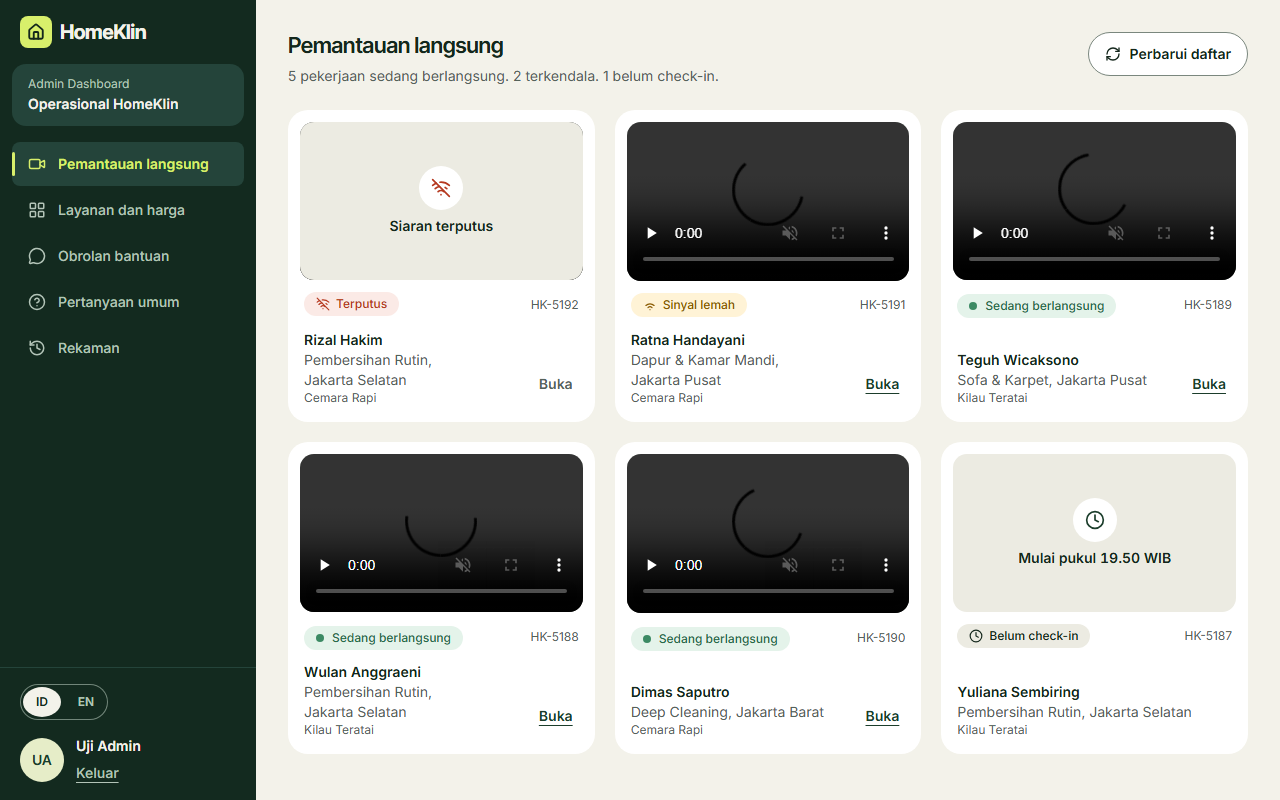 HomeKlin
Admin Dashboard
Operasional HomeKlin
Pemantauan langsung
Layanan dan harga
Obrolan bantuan
Pertanyaan umum
Rekaman
ID EN
UA
Uji Admin
Keluar
Pemantauan langsung
5 pekerjaan sedang berlangsung. 2 terkendala. 1 belum check-in.
Perbarui daftar
Siaran terputus
Terputus HK-5192
Rizal Hakim
Pembersihan Rutin,
Jakarta Selatan
Cemara Rapi
Buka
0:00
Sinyal lemah HK-5191
Ratna Handayani
Dapur & Kamar Mandi,
Jakarta Pusat
Cemara Rapi
Buka
0:00
Sedang berlangsung HK-5189
Teguh Wicaksono
Sofa & Karpet, Jakarta Pusat
Kilau Teratai
Buka
0:00
Sedang berlangsung HK-5188
Wulan Anggraeni
Pembersihan Rutin,
Jakarta Selatan
Kilau Teratai
Buka
0:00
Sedang berlangsung HK-5190
Dimas Saputro
Deep Cleaning, Jakarta Barat
Cemara Rapi
Buka
Mulai pukul 19.50 WIB
Belum check-in HK-5187
Yuliana Sembiring
Pembersihan Rutin, Jakarta Selatan
Kilau Teratai